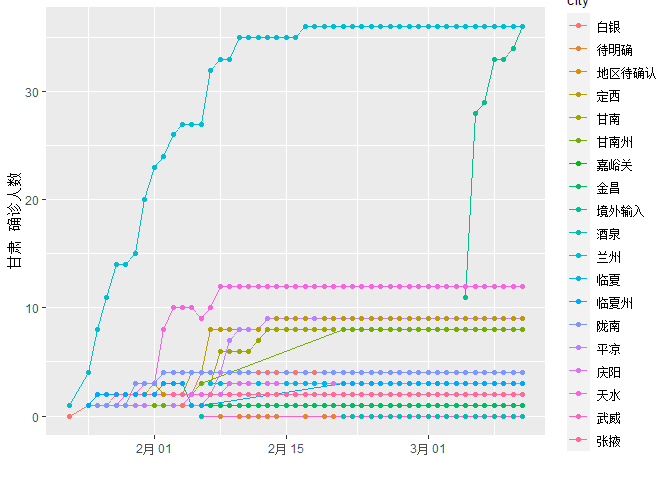 city
白银
待明确
地区待确认
定西
甘南
甘南州
嘉峪关
金昌
境外输入
酒泉
兰州
临夏
临夏州
陇南
平凉
庆阳
天水
武威
张掖
甘肃 确诊人数
30
20
10
0
2月 01
2月 15
3月 01